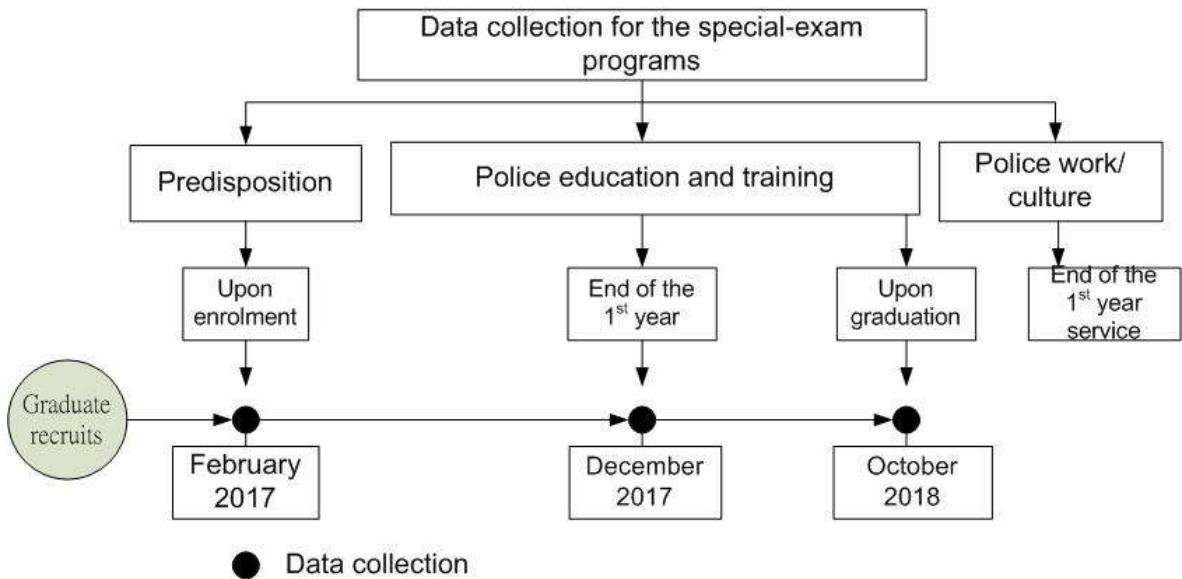 Data collection for the special-exam
programs
Predisposition
Police education and training
Police work/
culture
Upon
enrolment
End of the
1st year
Upon
graduation
End of the
1st year
service
Graduate
recruits
February
2017
December
2017
October
2018
Data collection